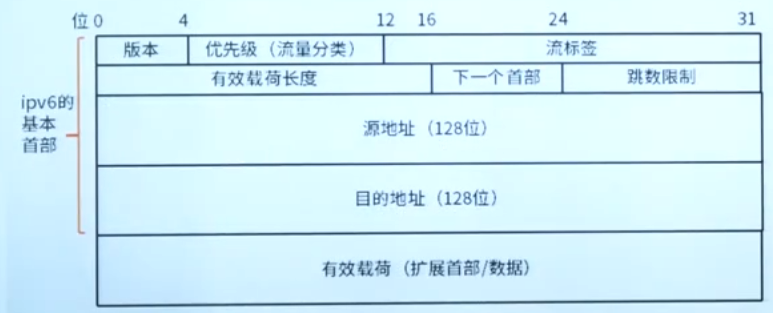 位 0 4 12 16 24 31
版本 优先级（流量分类） 流标签
有效载荷长度 下一个首部 跳数限制
ipv6的
基本
首部
源地址（128位）
目的地址（128位）
有效载荷（扩展首部/数据）